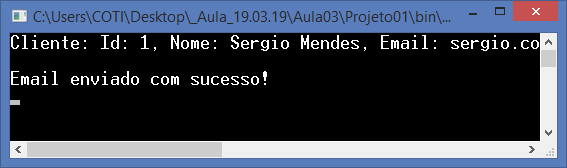 C:\Users\COTI\Desktop\_Aula_19.03.19\Aula03\Projeto01\bin\...
Cliente: Id: 1, Nome: Sergio Mendes, Email: sergio.co
Email enviado com sucesso!